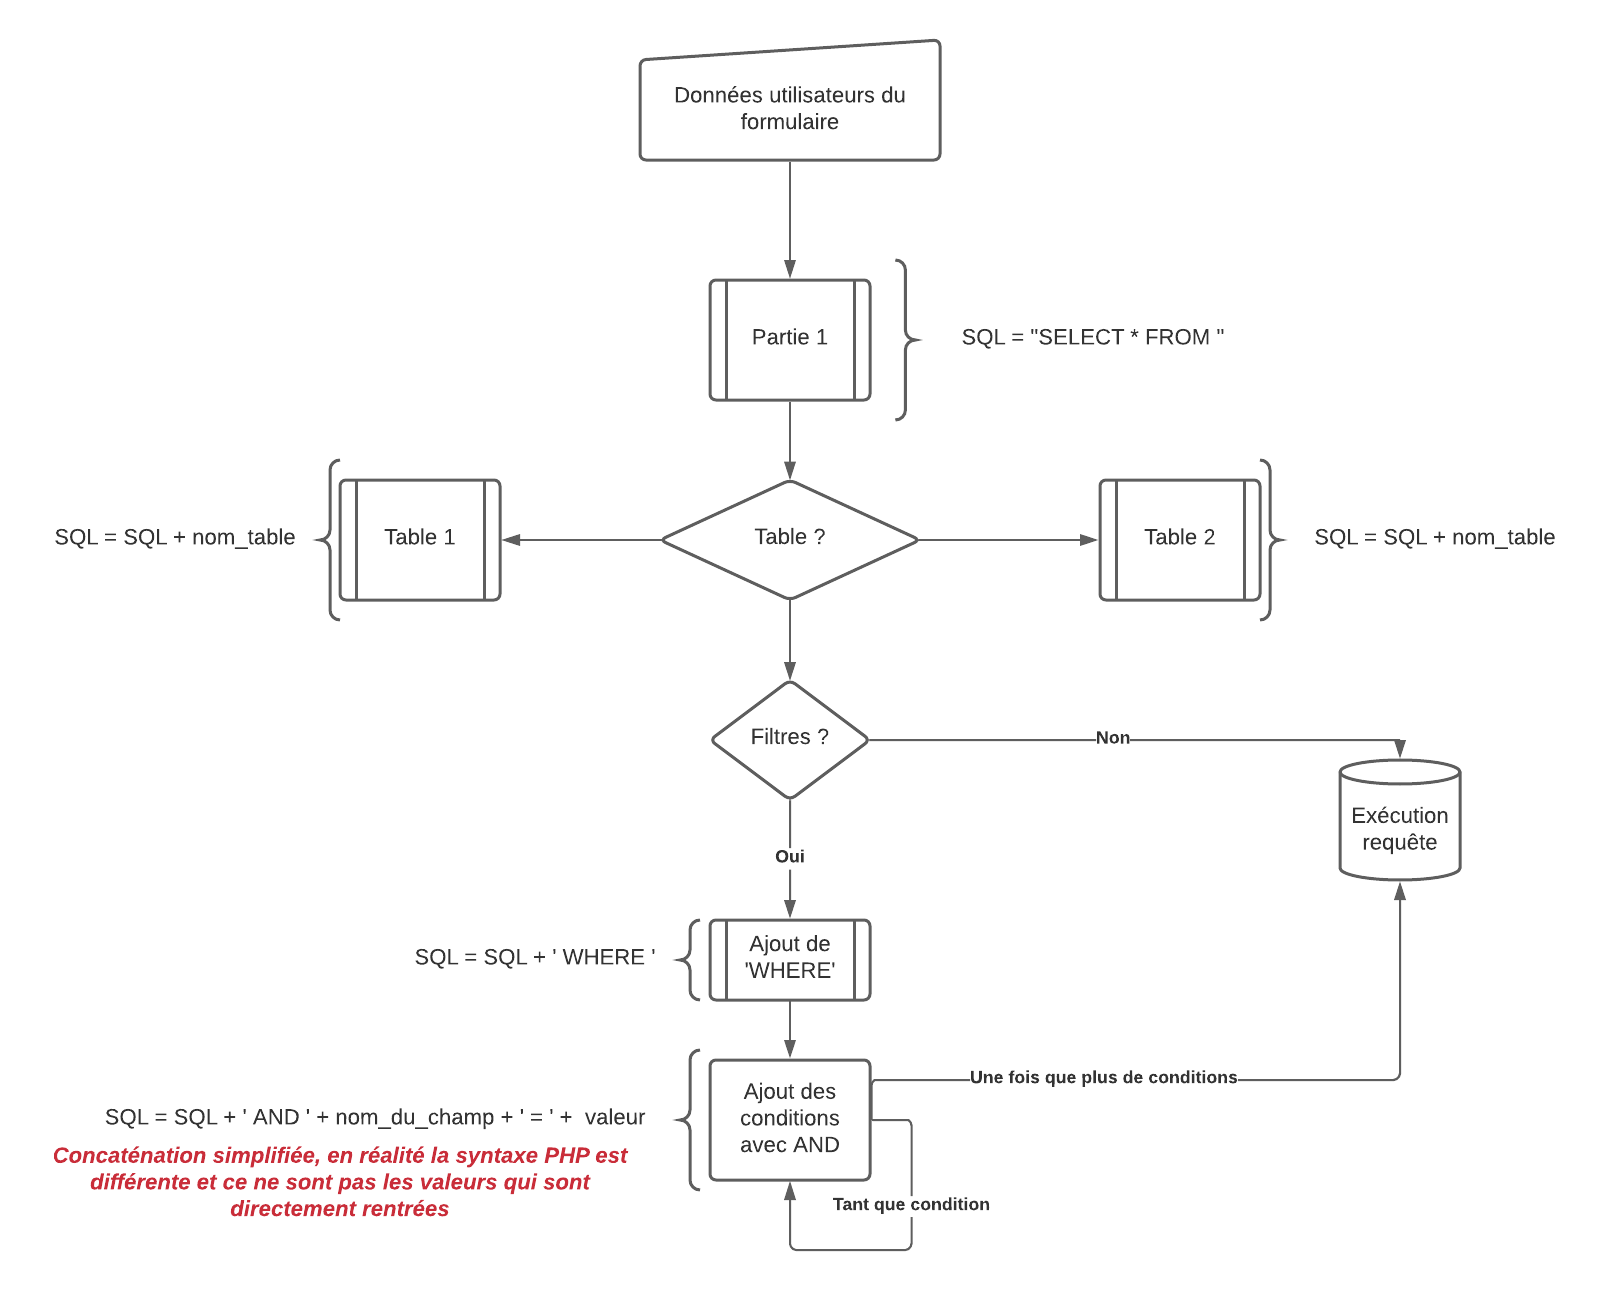 Données utilisateurs du
formulaire
Partie 1
SQL = "SELECT * FROM "
SQL = SQL + nom_table
Table 1
Table ?
Table 2
SQL = SQL + nom_table
Filtres ?
Non
Exécution
requête
Oui
SQL = SQL + ' WHERE '
Ajout de
'WHERE'
Ajout des
conditions
avec AND
Une fois que plus de conditions
SQL = SQL + ' AND ' + nom_du_champ + ' = ' +  valeur
Concaténation simplifiée, en réalité la syntaxe PHP est
différente et ce ne sont pas les valeurs qui sont
directement rentrées
Tant que condition